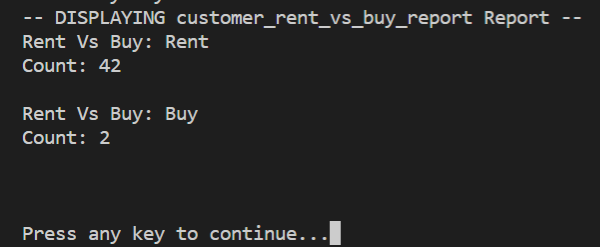 -- DISPLAYING customer_rent_vs_buy_report Report --
Rent Vs Buy: Rent
Count: 42
Rent Vs Buy: Buy
Count: 2
Press any key to continue...